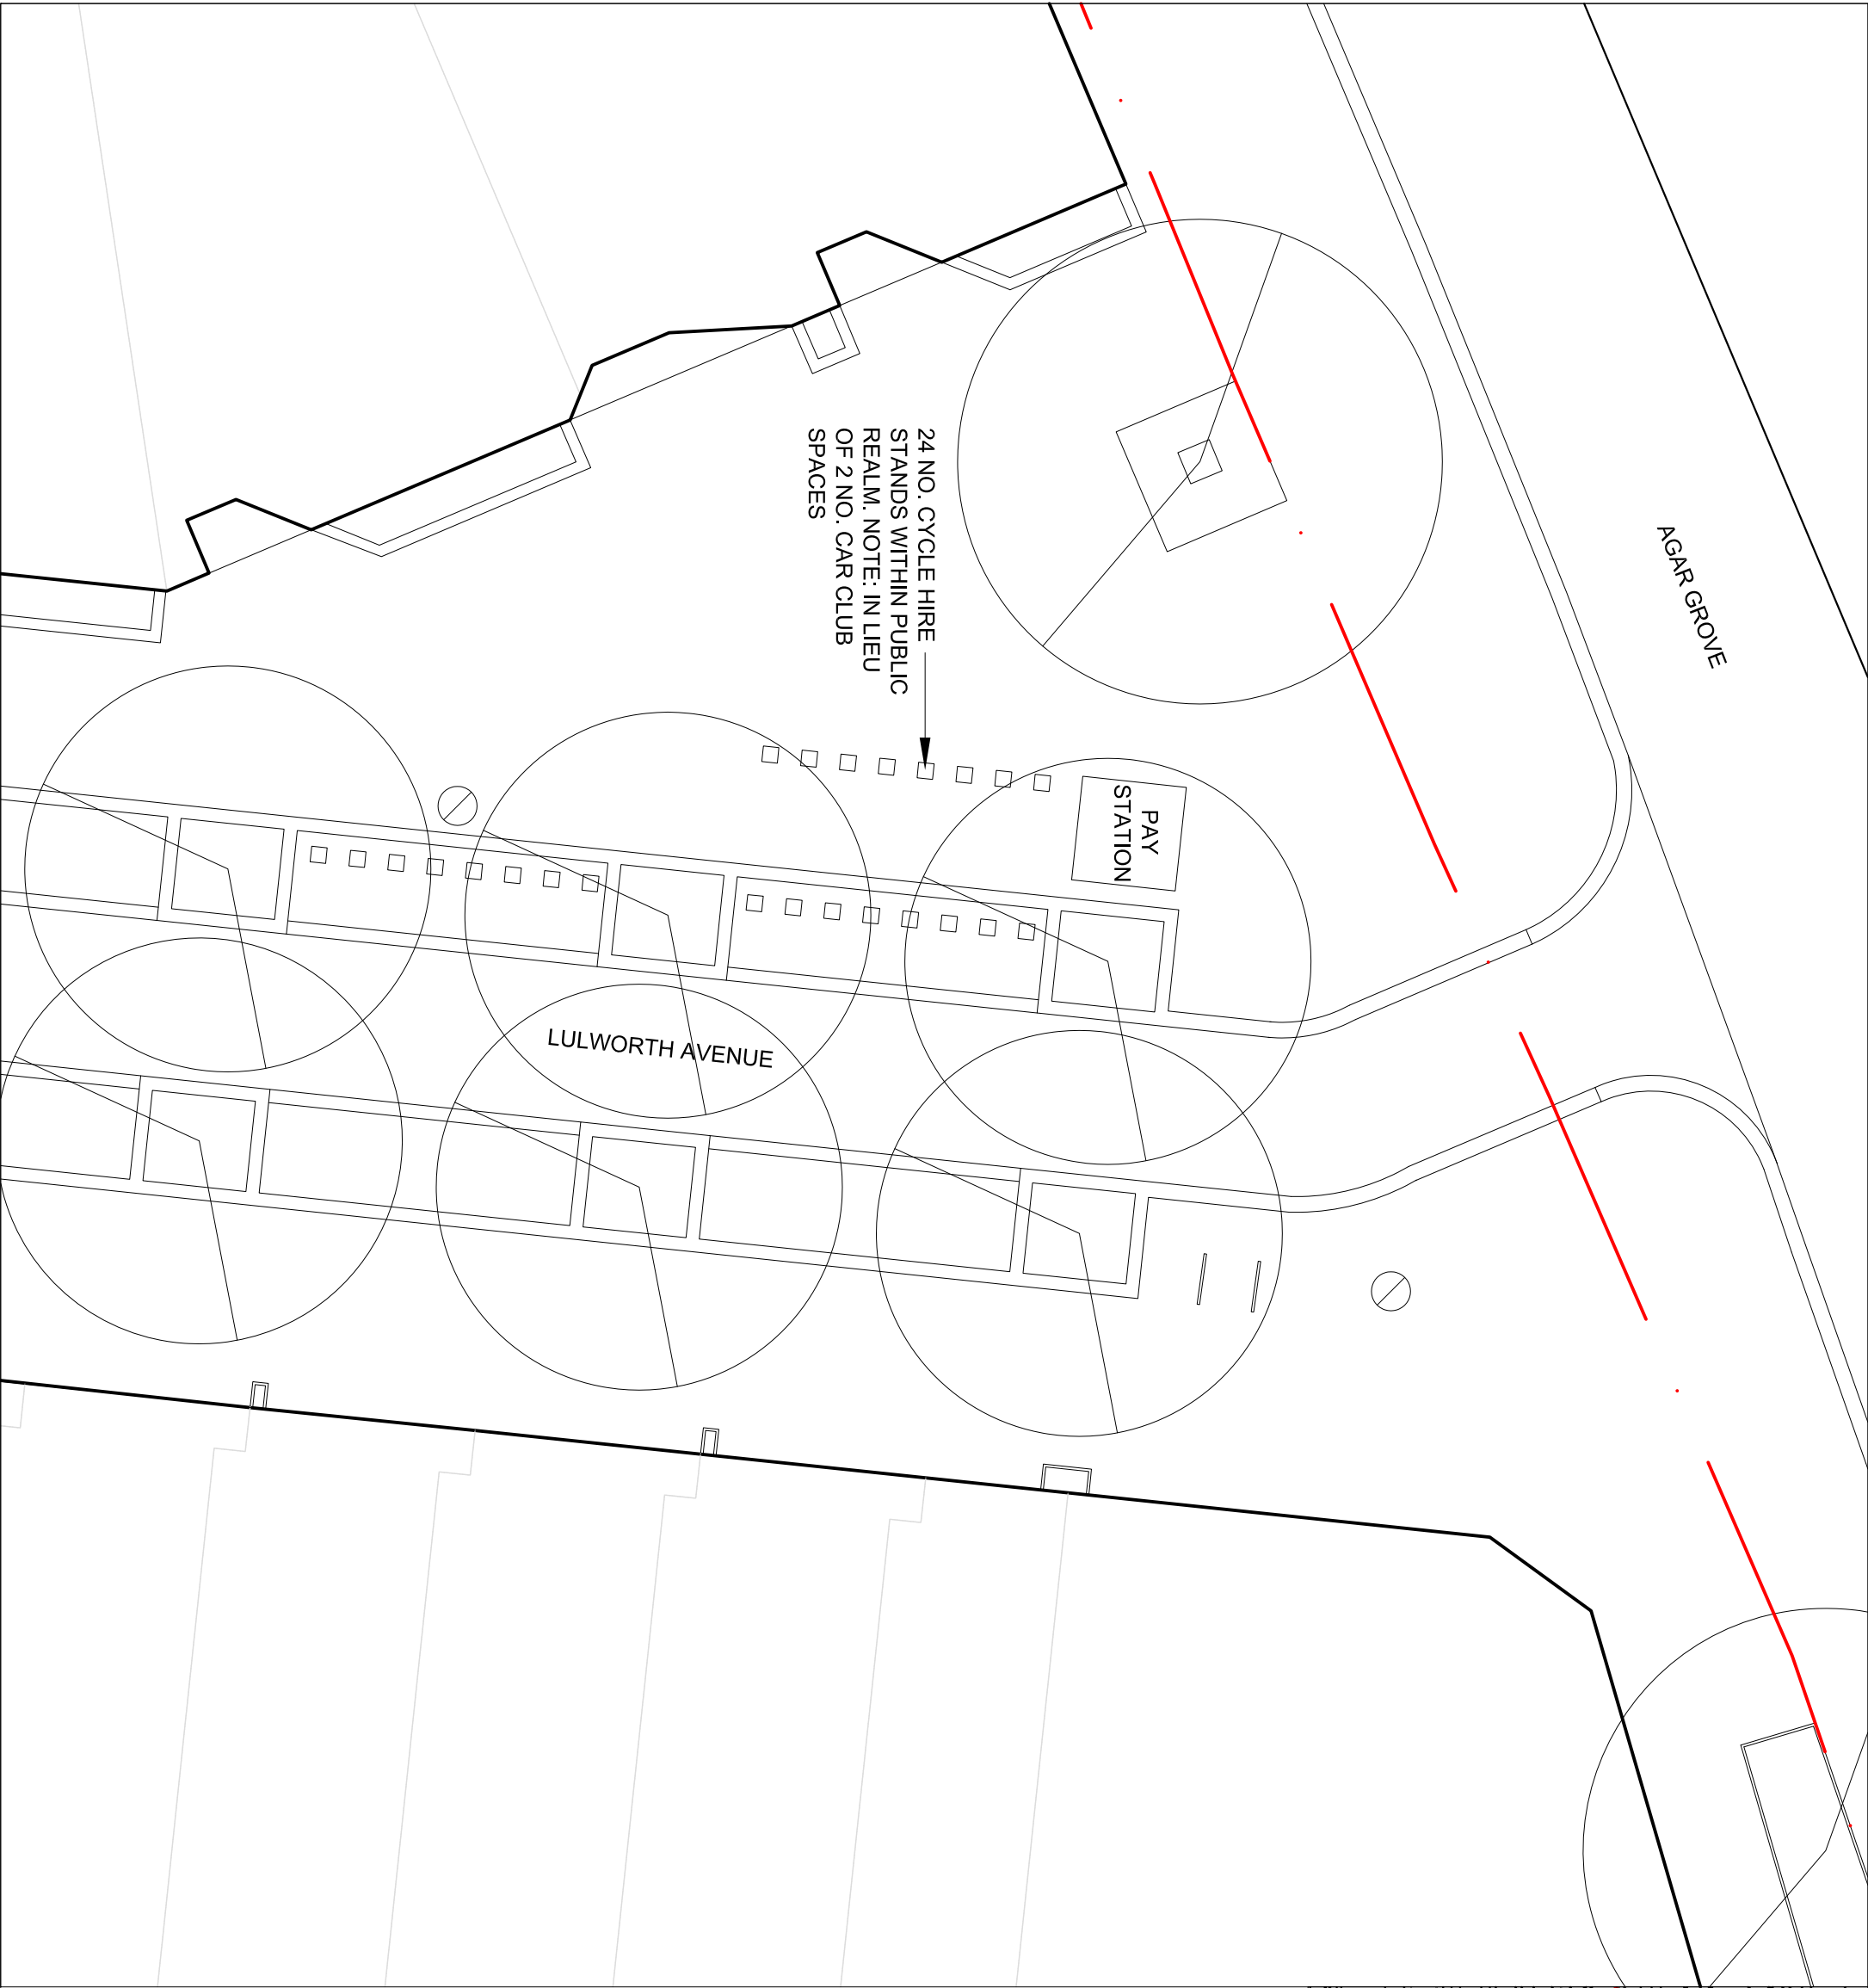 24 NO. CYCLE HIRE
STANDS WITHIN PUBLIC
REALM. NOTE: IN LIEU
OF 2 NO. CAR CLUB
SPACES
AGAR GROVE
PAY
STATION
LULWORTH AVENUE